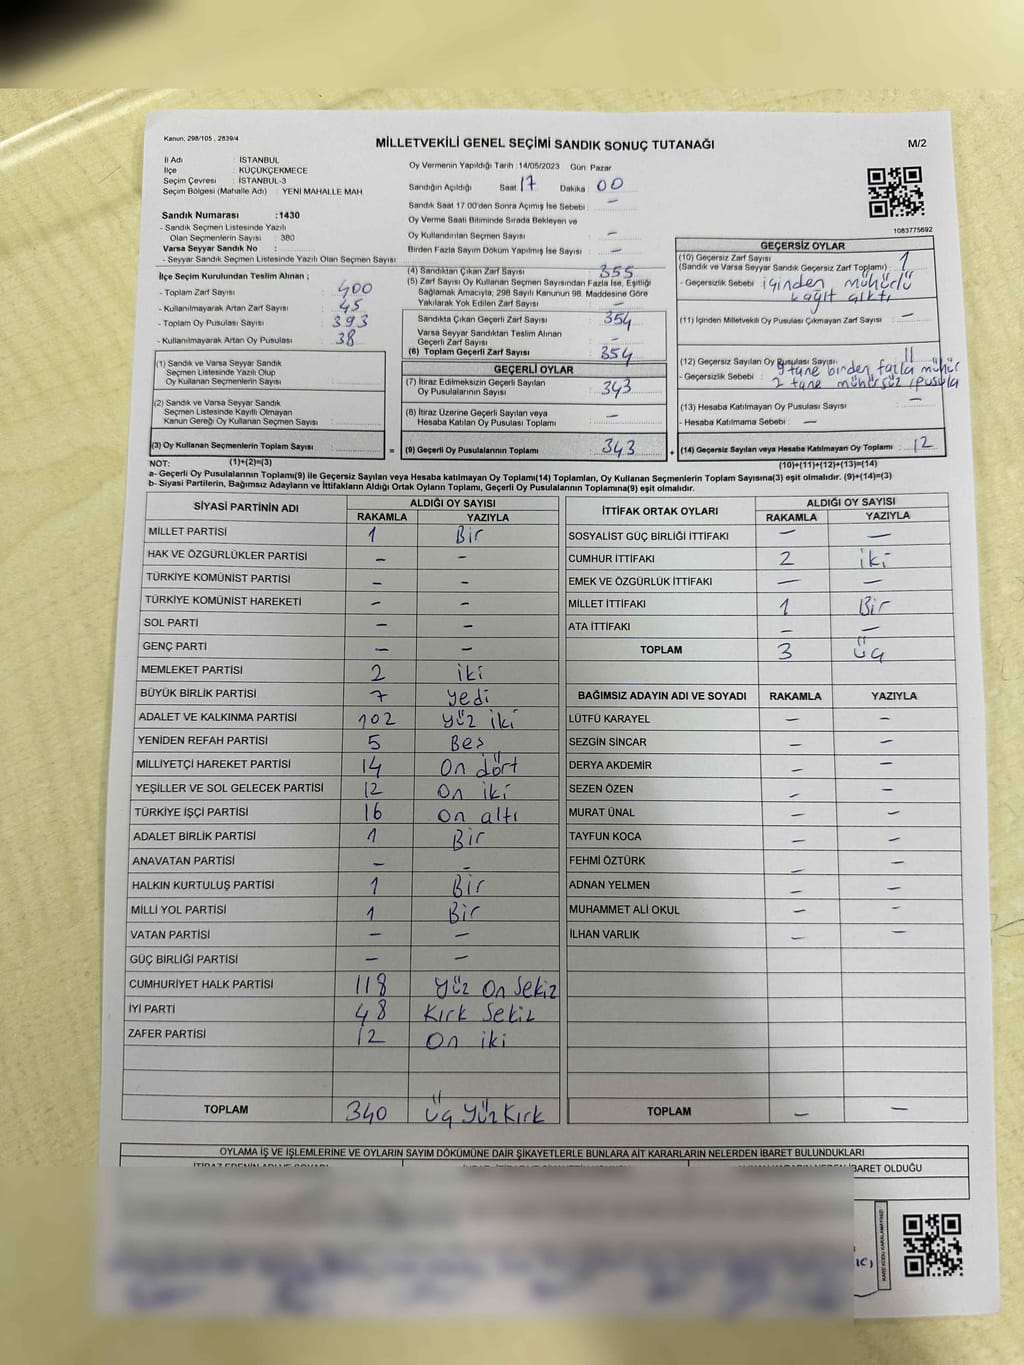 Kanun; 298/105 , 2839/4
MİLLETVEKİLİ GENEL SEÇİMİ SANDIK SONUÇ TUTANAĞI
M/2
İl Adı : İSTANBUL
İlçe : KÜÇÜKÇEKMECE
Seçim Çevresi : İSTANBUL-3
Seçim Bölgesi (Mahalle Adı) : YENİ MAHALLE MAH
Sandık Numarası : 1430
- Sandık Seçmen Listesinde Yazılı
Olan Seçmenlerin Sayısı : 380
Varsa Seyyar Sandık No :
- Seyyar Sandık Seçmen Listesinde Yazılı Olan Seçmen Sayısı:
Oy Vermenin Yapıldığı Tarih : 14/05/2023 Gün: Pazar
Sandığın Açıldığı Saat 17 Dakika : 00
Sandık Saat 17.00'den Sonra Açımış İse Sebebi : –
Oy Verme Saati Bitiminde Sırada Bekleyen ve
Oy Kullandırılan Seçmen Sayısı : –
Birden Fazla Sayım Döküm Yapılmış İse Sayısı : –
1083775692
İlçe Seçim Kurulundan Teslim Alınan ;
- Toplam Zarf Sayısı : 400
- Kullanılmayarak Artan Zarf Sayısı : 45
- Toplam Oy Pusulası Sayısı : 393
- Kullanılmayarak Artan Oy Pusulası : 38
(4) Sandıktan Çıkan Zarf Sayısı : 355
(5) Zarf Sayısı Oy Kullanan Seçmen Sayısından Fazla İse, Eşitliği
Sağlamak Amacıyla; 298 Sayılı Kanunun 98. Maddesine Göre
Yakılarak Yok Edilen Zarf Sayısı : –
Sandıkta Çıkan Geçerli Zarf Sayısı : 354
Varsa Seyyar Sandıktan Teslim Alınan
Geçerli Zarf Sayısı : –
(6) Toplam Geçerli Zarf Sayısı : 354
GEÇERSİZ OYLAR
(10) Geçersiz Zarf Sayısı
(Sandık ve Varsa Seyyar Sandık Geçersiz Zarf Toplamı) : 1
- Geçersizlik Sebebi : içinden mühürlü
kağıt çıktı
(11) İçinden Milletvekili Oy Pusulası Çıkmayan Zarf Sayısı : –
(12) Geçersiz Sayılan Oy Pusulası Sayısı : 11
- Geçersizlik Sebebi : 9 tane birden fazla mühür
2 tane mühürsüz pusula
(13) Hesaba Katılmayan Oy Pusulası Sayısı : –
- Hesaba Katılmama Sebebi : –
(14) Geçersiz Sayılan veya Hesaba Katılmayan Oy Toplamı : 12
(10)+(11)+(12)+(13)=(14)
(1) Sandık ve Varsa Seyyar Sandık
Seçmen Listesinde Yazılı Olup
Oy Kullanan Seçmenlerin Sayısı :
(2) Sandık ve Varsa Seyyar Sandık
Seçmen Listesinde Kayıtlı Olmayan
Kanun Gereği Oy Kullanan Seçmen Sayısı :
(3) Oy Kullanan Seçmenlerin Toplam Sayısı
(1)+(2)=(3)
=
GEÇERLİ OYLAR
(7) İtiraz Edilmeksizin Geçerli Sayılan
Oy Pusulalarının Sayısı : 343
(8) İtiraz Üzerine Geçerli Sayılan veya
Hesaba Katılan Oy Pusulası Toplamı : –
(9) Geçerli Oy Pusulalarının Toplamı : 343
+
NOT:
a- Geçerli Oy Pusulalarının Toplamı(9) ile Geçersiz Sayılan veya Hesaba katılmayan Oy Toplamı(14) Toplamları, Oy Kullanan Seçmenlerin Toplam Sayısına(3) eşit olmalıdır. (9)+(14)=(3)
b- Siyasi Partilerin, Bağımsız Adayların ve İttifakların Aldığı Ortak Oyların Toplamı, Geçerli Oy Pusulalarının Toplamına(9) eşit olmalıdır.
SİYASİ PARTİNİN ADI ALDIĞI OY SAYISI
RAKAMLA YAZIYLA
MİLLET PARTİSİ 1 Bir
HAK VE ÖZGÜRLÜKLER PARTİSİ – –
TÜRKİYE KOMÜNİST PARTİSİ – –
TÜRKİYE KOMÜNİST HAREKETİ – –
SOL PARTİ – –
GENÇ PARTİ – –
MEMLEKET PARTİSİ 2 iki
BÜYÜK BİRLİK PARTİSİ 7 yedi
ADALET VE KALKINMA PARTİSİ 102 yüz iki
YENİDEN REFAH PARTİSİ 5 Beş
MİLLİYETÇİ HAREKET PARTİSİ 14 On dört
YEŞİLLER VE SOL GELECEK PARTİSİ 12 On iki
TÜRKİYE İŞÇİ PARTİSİ 16 On altı
ADALET BİRLİK PARTİSİ 1 Bir
ANAVATAN PARTİSİ – –
HALKIN KURTULUŞ PARTİSİ 1 Bir
MİLLİ YOL PARTİSİ 1 Bir
VATAN PARTİSİ – –
GÜÇ BİRLİĞİ PARTİSİ – –
CUMHURİYET HALK PARTİSİ 118 Yüz On Sekiz
İYİ PARTİ 48 Kırk Sekiz
ZAFER PARTİSİ 12 On iki
TOPLAM 340 Üç Yüz Kırk
İTTİFAK ORTAK OYLARI ALDIĞI OY SAYISI
RAKAMLA YAZIYLA
SOSYALİST GÜÇ BİRLİĞİ İTTİFAKI – –
CUMHUR İTTİFAKI 2 iki
EMEK VE ÖZGÜRLÜK İTTİFAKI – –
MİLLET İTTİFAKI 1 Bir
ATA İTTİFAKI – –
TOPLAM 3 Üç
BAĞIMSIZ ADAYIN ADI VE SOYADI RAKAMLA YAZIYLA
LÜTFÜ KARAYEL – –
SEZGİN SİNCAR – –
DERYA AKDEMİR – –
SEZEN ÖZEN – –
MURAT ÜNAL – –
TAYFUN KOCA – –
FEHMİ ÖZTÜRK – –
ADNAN YELMEN – –
MUHAMMET ALİ OKUL – –
İLHAN VARLIK – –
TOPLAM – –
OYLAMA İŞ VE İŞLEMLERİNE VE OYLARIN SAYIM DÖKÜMÜNE DAİR ŞİKAYETLERLE BUNLARA AİT KARARLARIN NELERDEN İBARET BULUNDUKLARI
İBARET OLDUĞU
KARE KODU KARALAMAYINIZ!